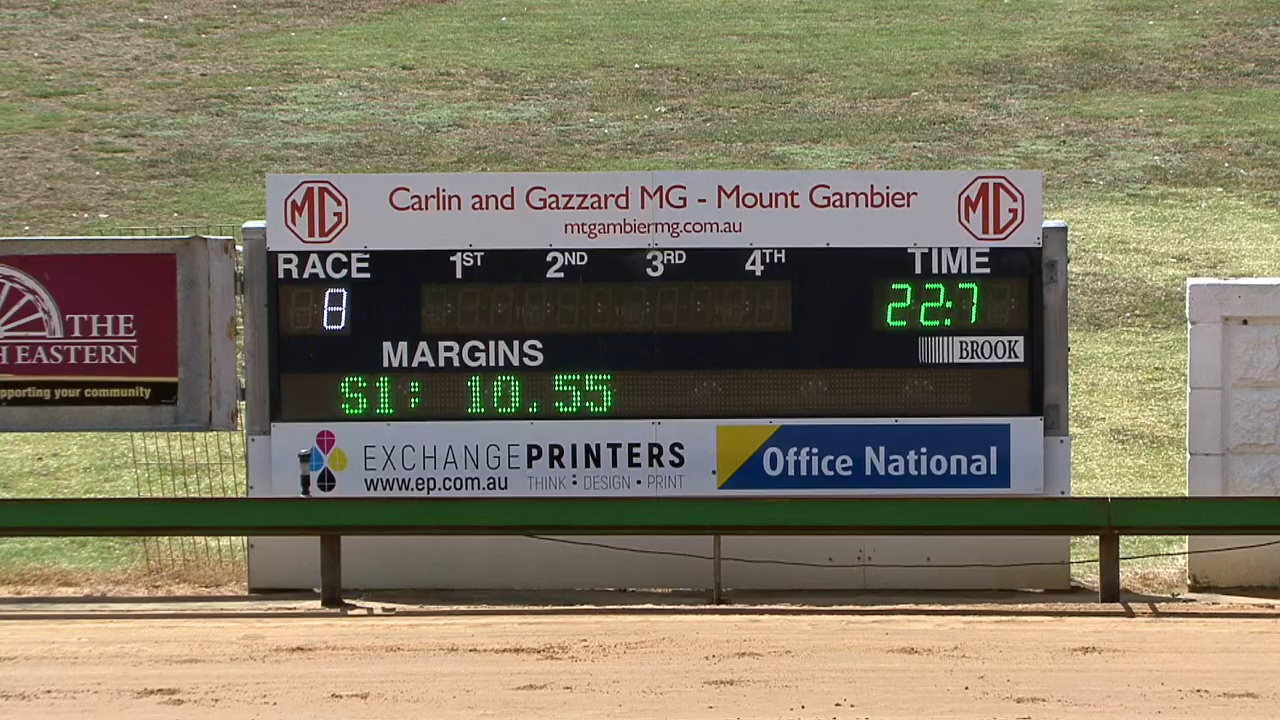 MG Carlin and Gazzard MG - Mount Gambier MG
mtgambiermg.com.au
RACE 1ST 2ND 3RD 4TH TIME
8 22:7
MARGINS BROOK
S1: 10.55
EXCHANGEPRINTERS
www.ep.com.au THINK : DESIGN • PRINT
Office National
THE
EASTERN
pporting your community